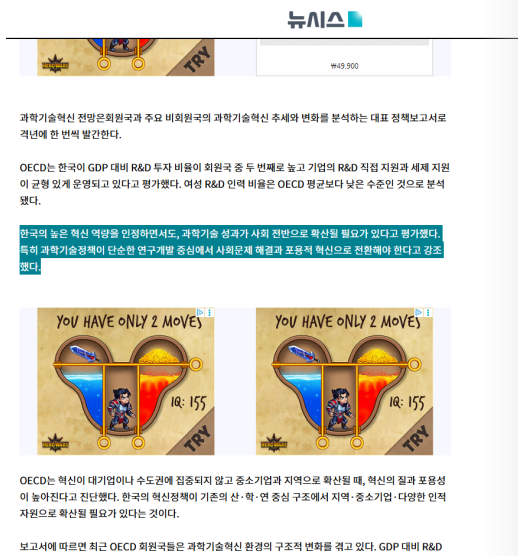 뉴시스
HEROWARS
TRY
₩49,900
과학기술혁신 전망은회원국과 주요 비회원국의 과학기술혁신 추세와 변화를 분석하는 대표 정책보고서로
격년에 한 번씩 발간한다.
OECD는 한국이 GDP 대비 R&D 투자 비율이 회원국 중 두 번째로 높고 기업의 R&D 직접 지원과 세제 지원
이 균형 있게 운영되고 있다고 평가했다. 여성 R&D 인력 비율은 OECD 평균보다 낮은 수준인 것으로 분석
됐다.
한국의 높은 혁신 역량을 인정하면서도, 과학기술 성과가 사회 전반으로 확산될 필요가 있다고 평가했다.
특히 과학기술정책이 단순한 연구개발 중심에서 사회문제 해결과 포용적 혁신으로 전환해야 한다고 강조
했다.
YOU HAVE ONLY 2 MOVES
IQ: 155
HEROWARS
TRY
YOU HAVE ONLY 2 MOVES
IQ: 155
HEROWARS
TRY
OECD는 혁신이 대기업이나 수도권에 집중되지 않고 중소기업과 지역으로 확산될 때, 혁신의 질과 포용성
이 높아진다고 진단했다. 한국의 혁신정책이 기존의 산·학·연 중심 구조에서 지역·중소기업·다양한 인적
자원으로 확산될 필요가 있다는 것이다.
보고서에 따르면 최근 OECD 회원국들은 과학기술혁신 환경의 구조적 변화를 겪고 있다. GDP 대비 R&D